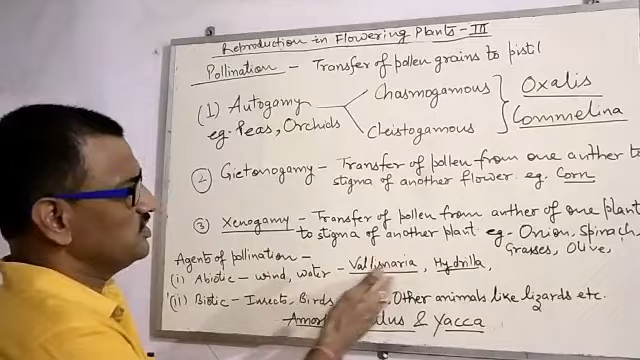 Reproduction in Flowering Plants - III
Pollination - Transfer of pollen grains to pistil
(1) Autogamy
eg. Peas, Orchids
Chasmogamous
Cleistogamous
Oxalis
Commelina
(2) Gietonogamy - Transfer of pollen from one anther to
stigma of another flower. eg. Corn
(3) Xenogamy - Transfer of pollen from anther of one plant
to stigma of another plant eg - Onion, Spinach,
Grasses, Olive,
Agents of pollination -
(i) Abiotic - wind, water - Vallisnaria, Hydrilla,
(ii) Biotic - Insects, Birds, Other animals like lizards etc.
& Yacca